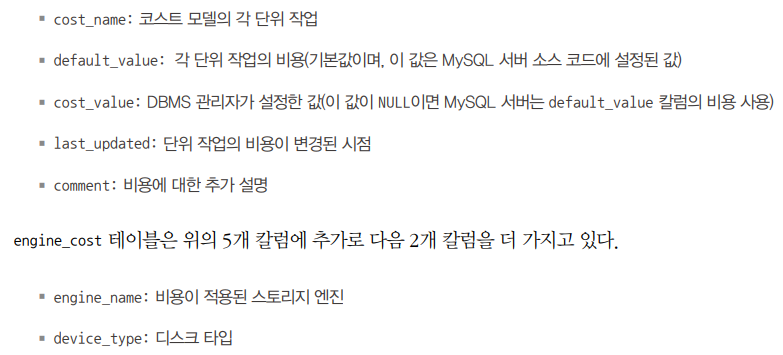 ▪ cost_name: 코스트 모델의 각 단위 작업
▪ default_value: 각 단위 작업의 비용(기본값이며, 이 값은 MySQL 서버 소스 코드에 설정된 값)
▪ cost_value: DBMS 관리자가 설정한 값(이 값이 NULL이면 MySQL 서버는 default_value 칼럼의 비용 사용)
▪ last_updated: 단위 작업의 비용이 변경된 시점
▪ comment: 비용에 대한 추가 설명
engine_cost 테이블은 위의 5개 칼럼에 추가로 다음 2개 칼럼을 더 가지고 있다.
▪ engine_name: 비용이 적용된 스토리지 엔진
▪ device_type: 디스크 타입